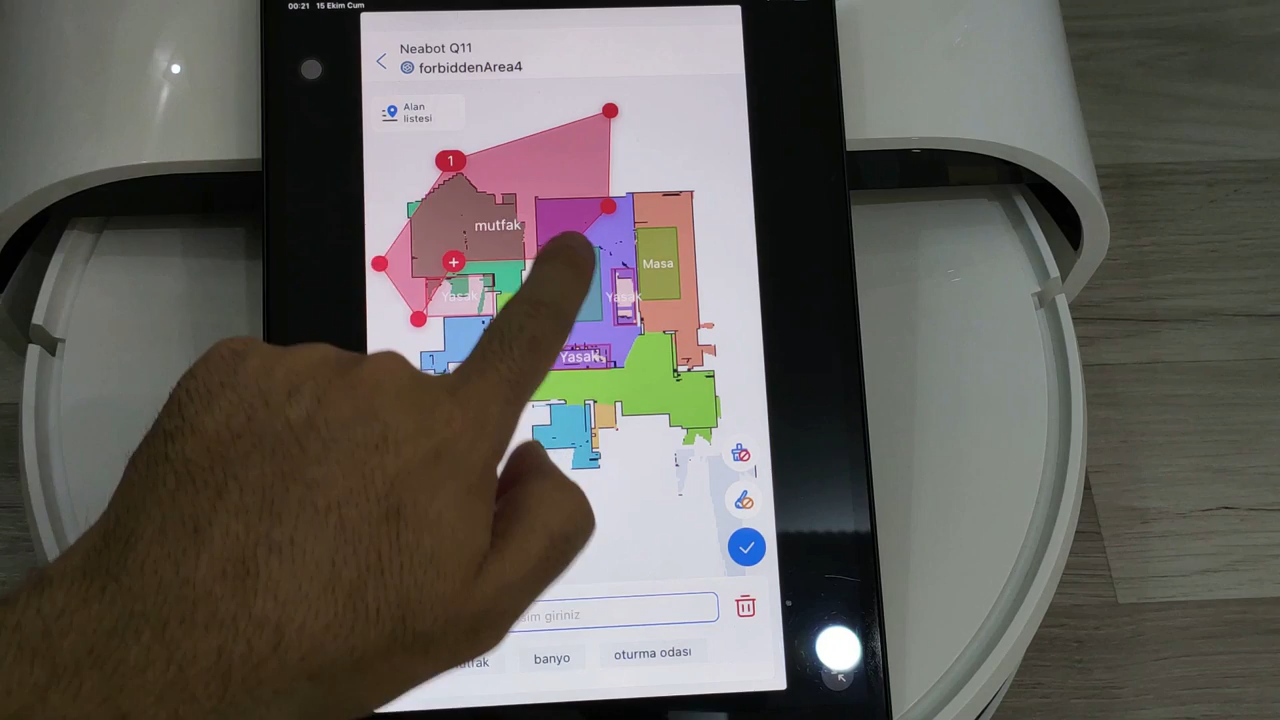 00:21 15 Ekim Cum
Neabot Q11
forbiddenArea4
Alan
listesi
1
mutfak
+
Masa
Yasak
Yasak
Yasak
giriniz
banyo
oturma odası